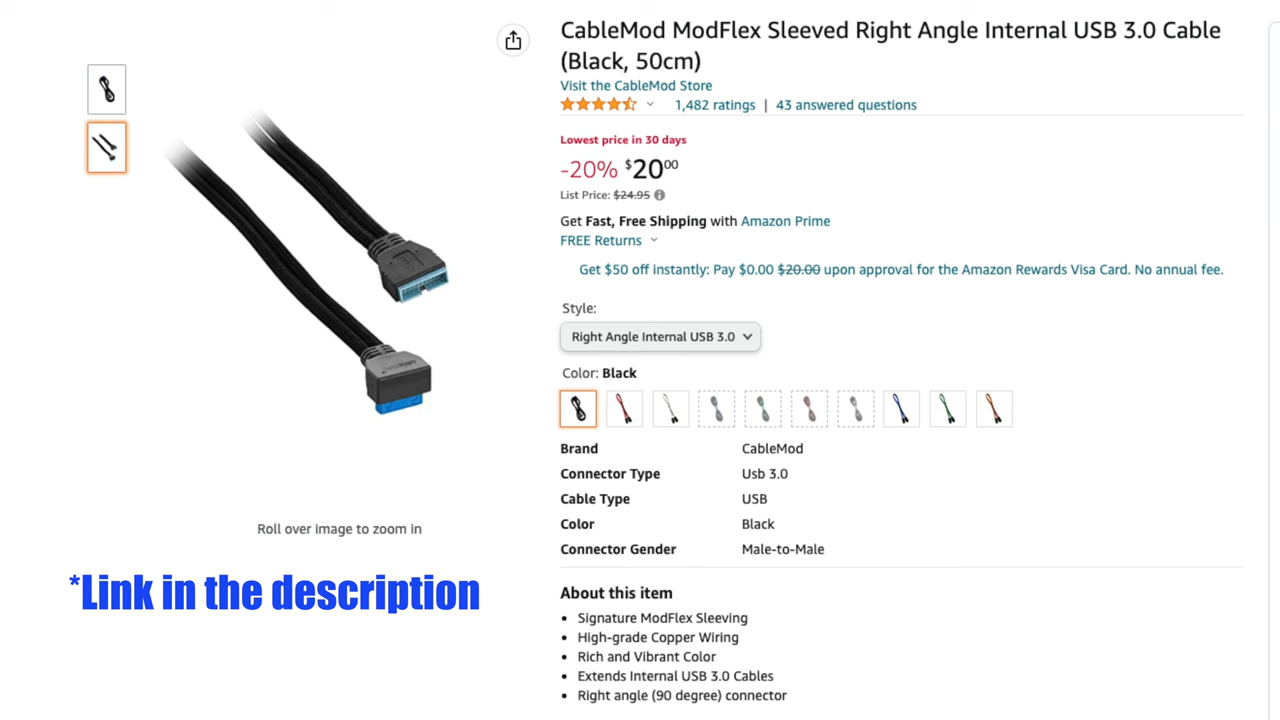 CableMod ModFlex Sleeved Right Angle Internal USB 3.0 Cable
(Black, 50cm)
Visit the CableMod Store
1,482 ratings | 43 answered questions
Lowest price in 30 days
-20% $20 00
List Price: $24.95
Get Fast, Free Shipping with Amazon Prime
FREE Returns
Get $50 off instantly: Pay $0.00 $20.00 upon approval for the Amazon Rewards Visa Card. No annual fee.
Style:
Right Angle Internal USB 3.0
Color: Black
Brand CableMod
Connector Type Usb 3.0
Cable Type USB
Color Black
Connector Gender Male-to-Male
Roll over image to zoom in
*Link in the description
About this item
• Signature ModFlex Sleeving
• High-grade Copper Wiring
• Rich and Vibrant Color
• Extends Internal USB 3.0 Cables
• Right angle (90 degree) connector